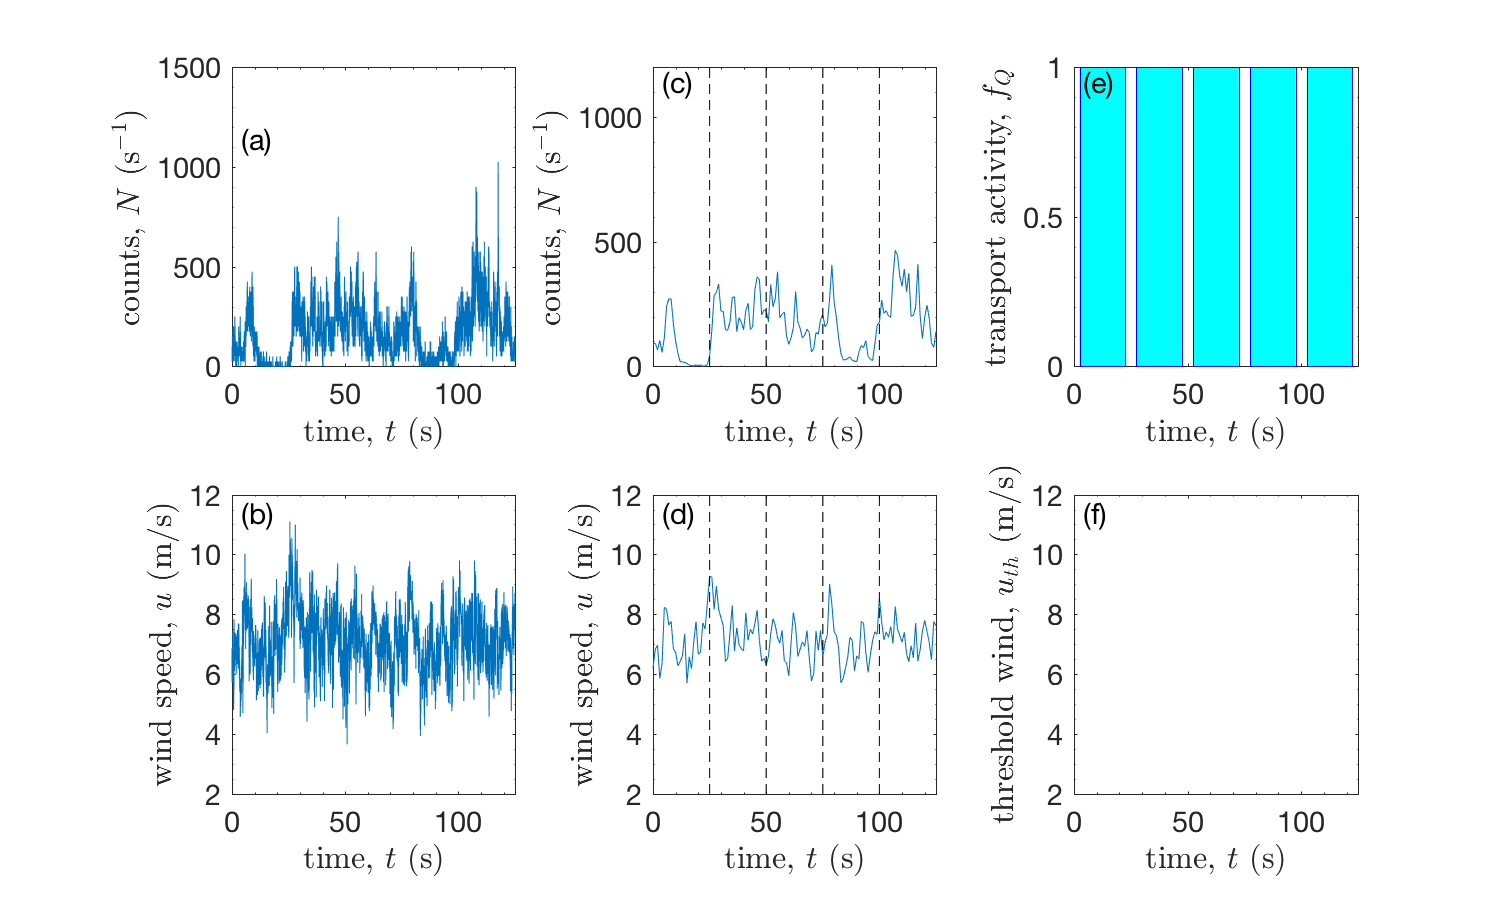 (a)
1500
1000
500
0
counts, N (s⁻¹)
0 50 100
time, t (s)
(c)
1000
500
0
counts, N (s⁻¹)
0 50 100
time, t (s)
(e)
1
0.5
0
transport activity, f_Q
0 50 100
time, t (s)
(b)
12
10
8
6
4
2
wind speed, u (m/s)
0 50 100
time, t (s)
(d)
12
10
8
6
4
2
wind speed, u (m/s)
0 50 100
time, t (s)
(f)
12
10
8
6
4
2
threshold wind, u_th (m/s)
0 50 100
time, t (s)